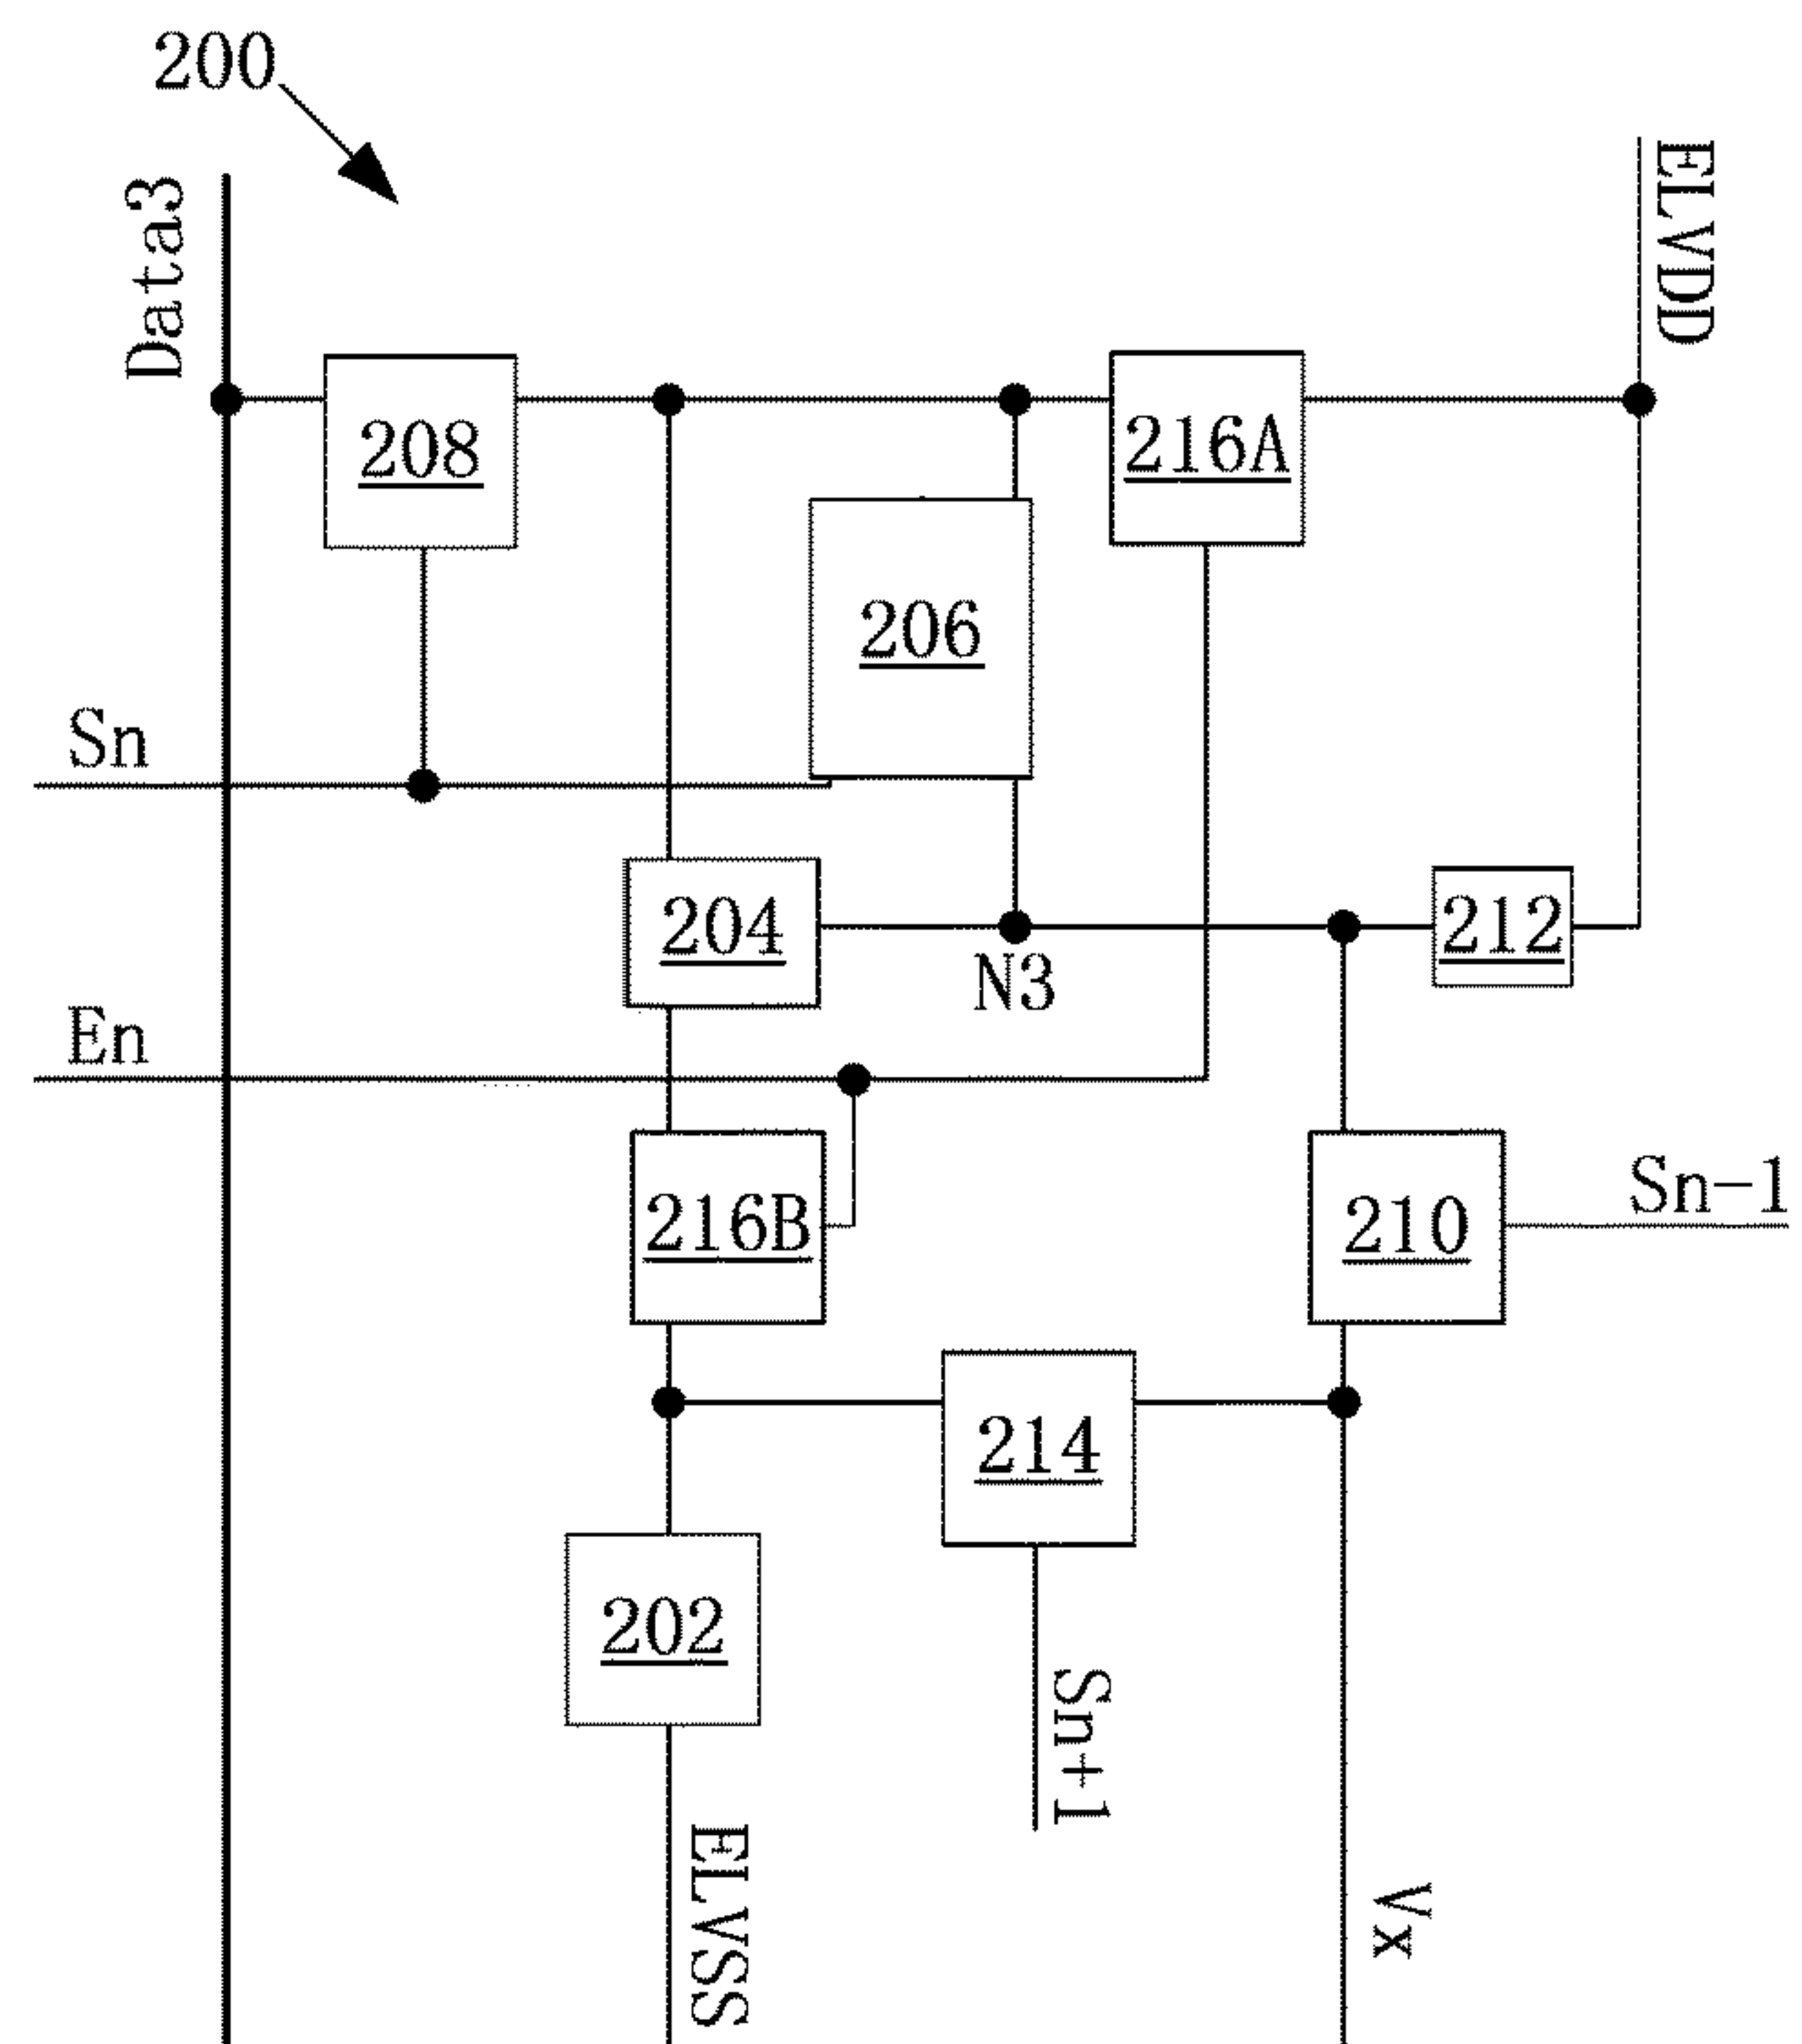 200
Data3
ELVDD
208
216A
206
Sn
204
212
N3
En
216B
210
Sn-1
214
202
Sn+1
ELVSS
Vx